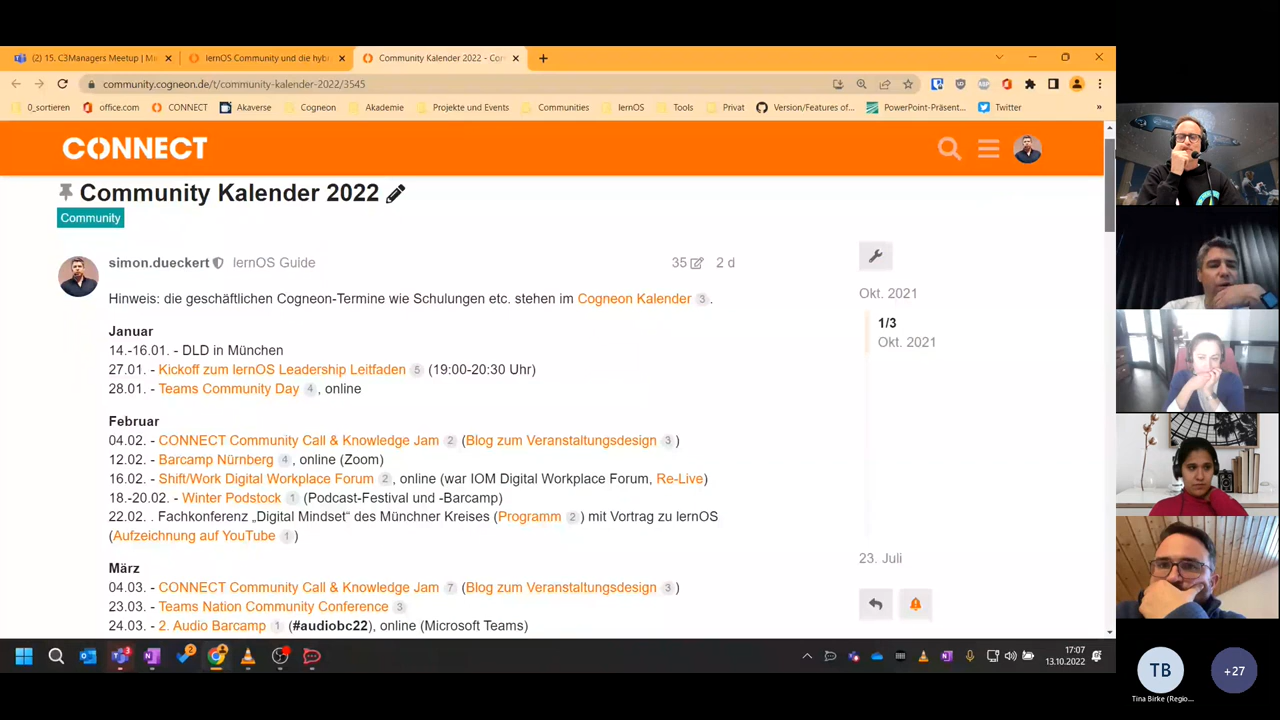 (2) 15. C3Managers Meetup | Mi
lernOS Community und die hybi
Community Kalender 2022 - Con
community.cogneon.de/t/community-kalender-2022/3545
0_sortieren
office.com
CONNECT
Akaverse
Cogneon
Akademie
Projekte und Events
Communities
lernOS
Tools
Privat
Version/Features of...
PowerPoint-Präsent...
Twitter
»
CONNECT
Community Kalender 2022
Community
simon.dueckert lernOS Guide 35 2 d
Hinweis: die geschäftlichen Cogneon-Termine wie Schulungen etc. stehen im Cogneon Kalender 3 .
Januar
14.-16.01. - DLD in München
27.01. - Kickoff zum lernOS Leadership Leitfaden 5 (19:00-20:30 Uhr)
28.01. - Teams Community Day 4 , online
Februar
04.02. - CONNECT Community Call & Knowledge Jam 2 (Blog zum Veranstaltungsdesign 3 )
12.02. - Barcamp Nürnberg 4 , online (Zoom)
16.02. - Shift/Work Digital Workplace Forum 2 , online (war IOM Digital Workplace Forum, Re-Live)
18.-20.02. - Winter Podstock 1 (Podcast-Festival und -Barcamp)
22.02. . Fachkonferenz „Digital Mindset“ des Münchner Kreises (Programm 2 ) mit Vortrag zu lernOS
(Aufzeichnung auf YouTube 1 )
März
04.03. - CONNECT Community Call & Knowledge Jam 7 (Blog zum Veranstaltungsdesign 3 )
23.03. - Teams Nation Community Conference 3
24.03. - 2. Audio Barcamp 1 (#audiobc22), online (Microsoft Teams)
Okt. 2021
1/3
Okt. 2021
23. Juli
17:07
13.10.2022
TB
+27
Tina Birke (Regio...